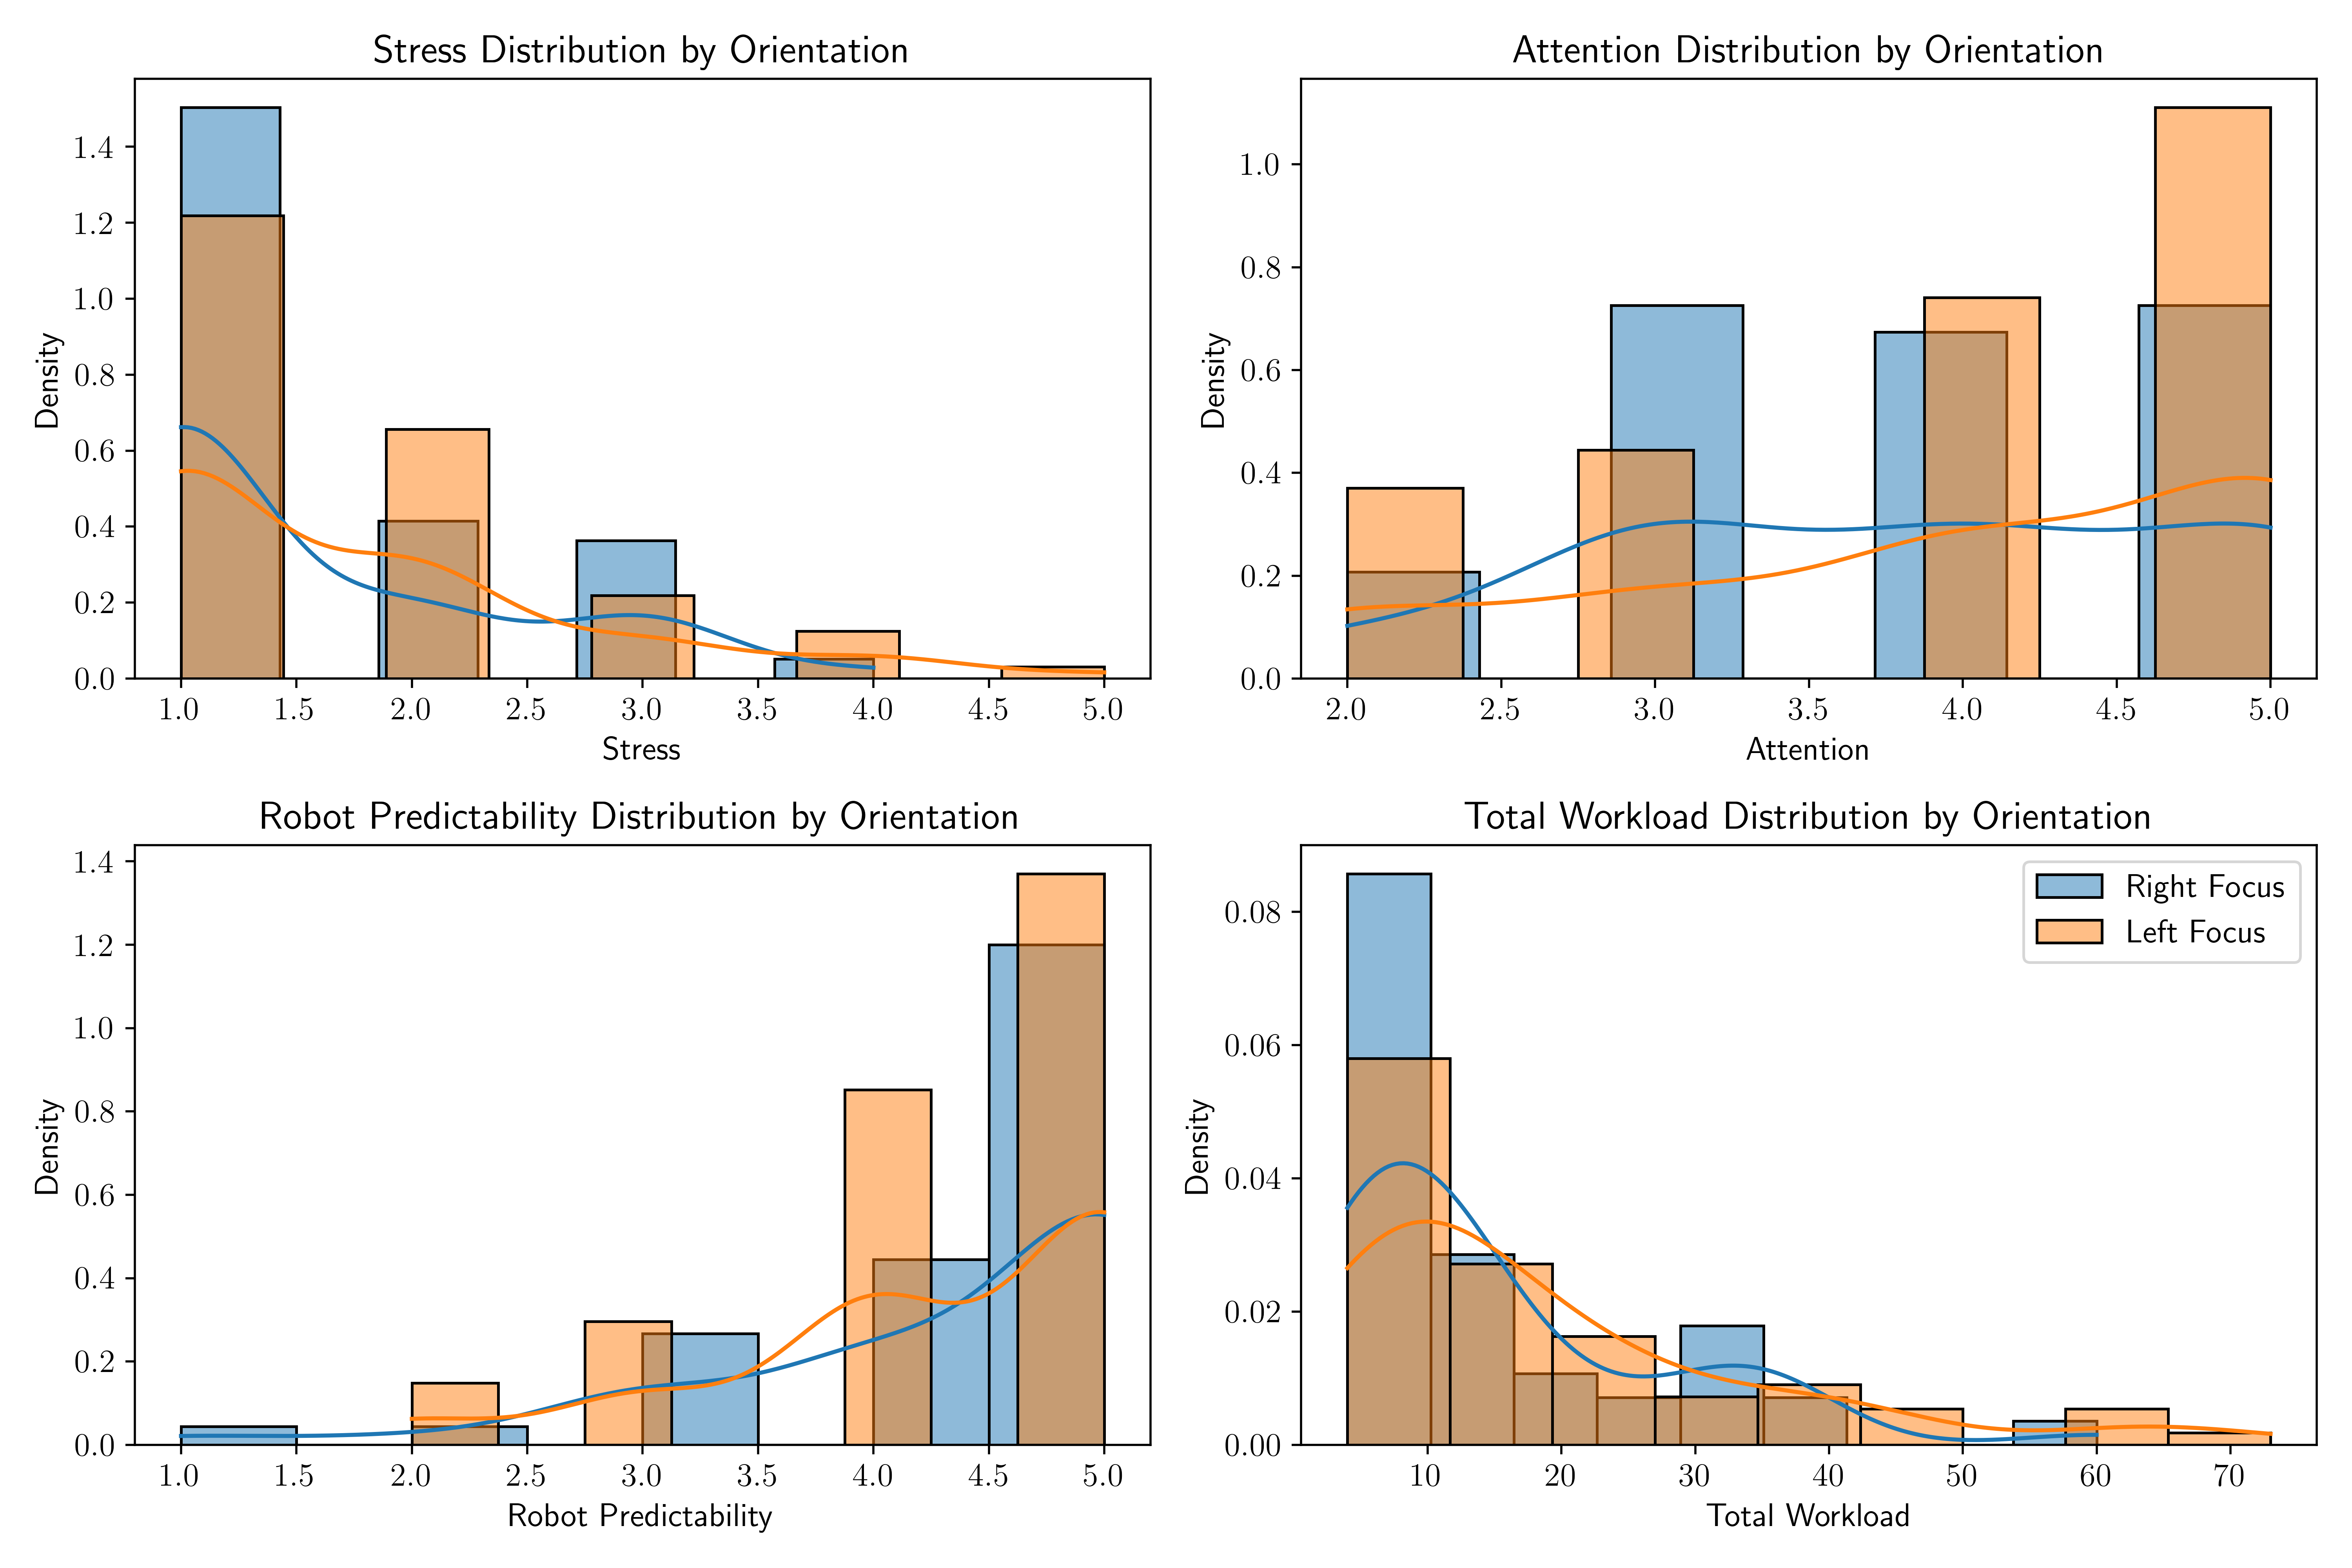 Stress Distribution by Orientation
Density
1.4
1.2
1.0
0.8
0.6
0.4
0.2
0.0
1.0 1.5 2.0 2.5 3.0 3.5 4.0 4.5 5.0
Stress
Attention Distribution by Orientation
Density
1.0
0.8
0.6
0.4
0.2
0.0
2.0 2.5 3.0 3.5 4.0 4.5 5.0
Attention
Robot Predictability Distribution by Orientation
Density
1.4
1.2
1.0
0.8
0.6
0.4
0.2
0.0
1.0 1.5 2.0 2.5 3.0 3.5 4.0 4.5 5.0
Robot Predictability
Total Workload Distribution by Orientation
Right Focus
Left Focus
Density
0.08
0.06
0.04
0.02
0.00
10 20 30 40 50 60 70
Total Workload